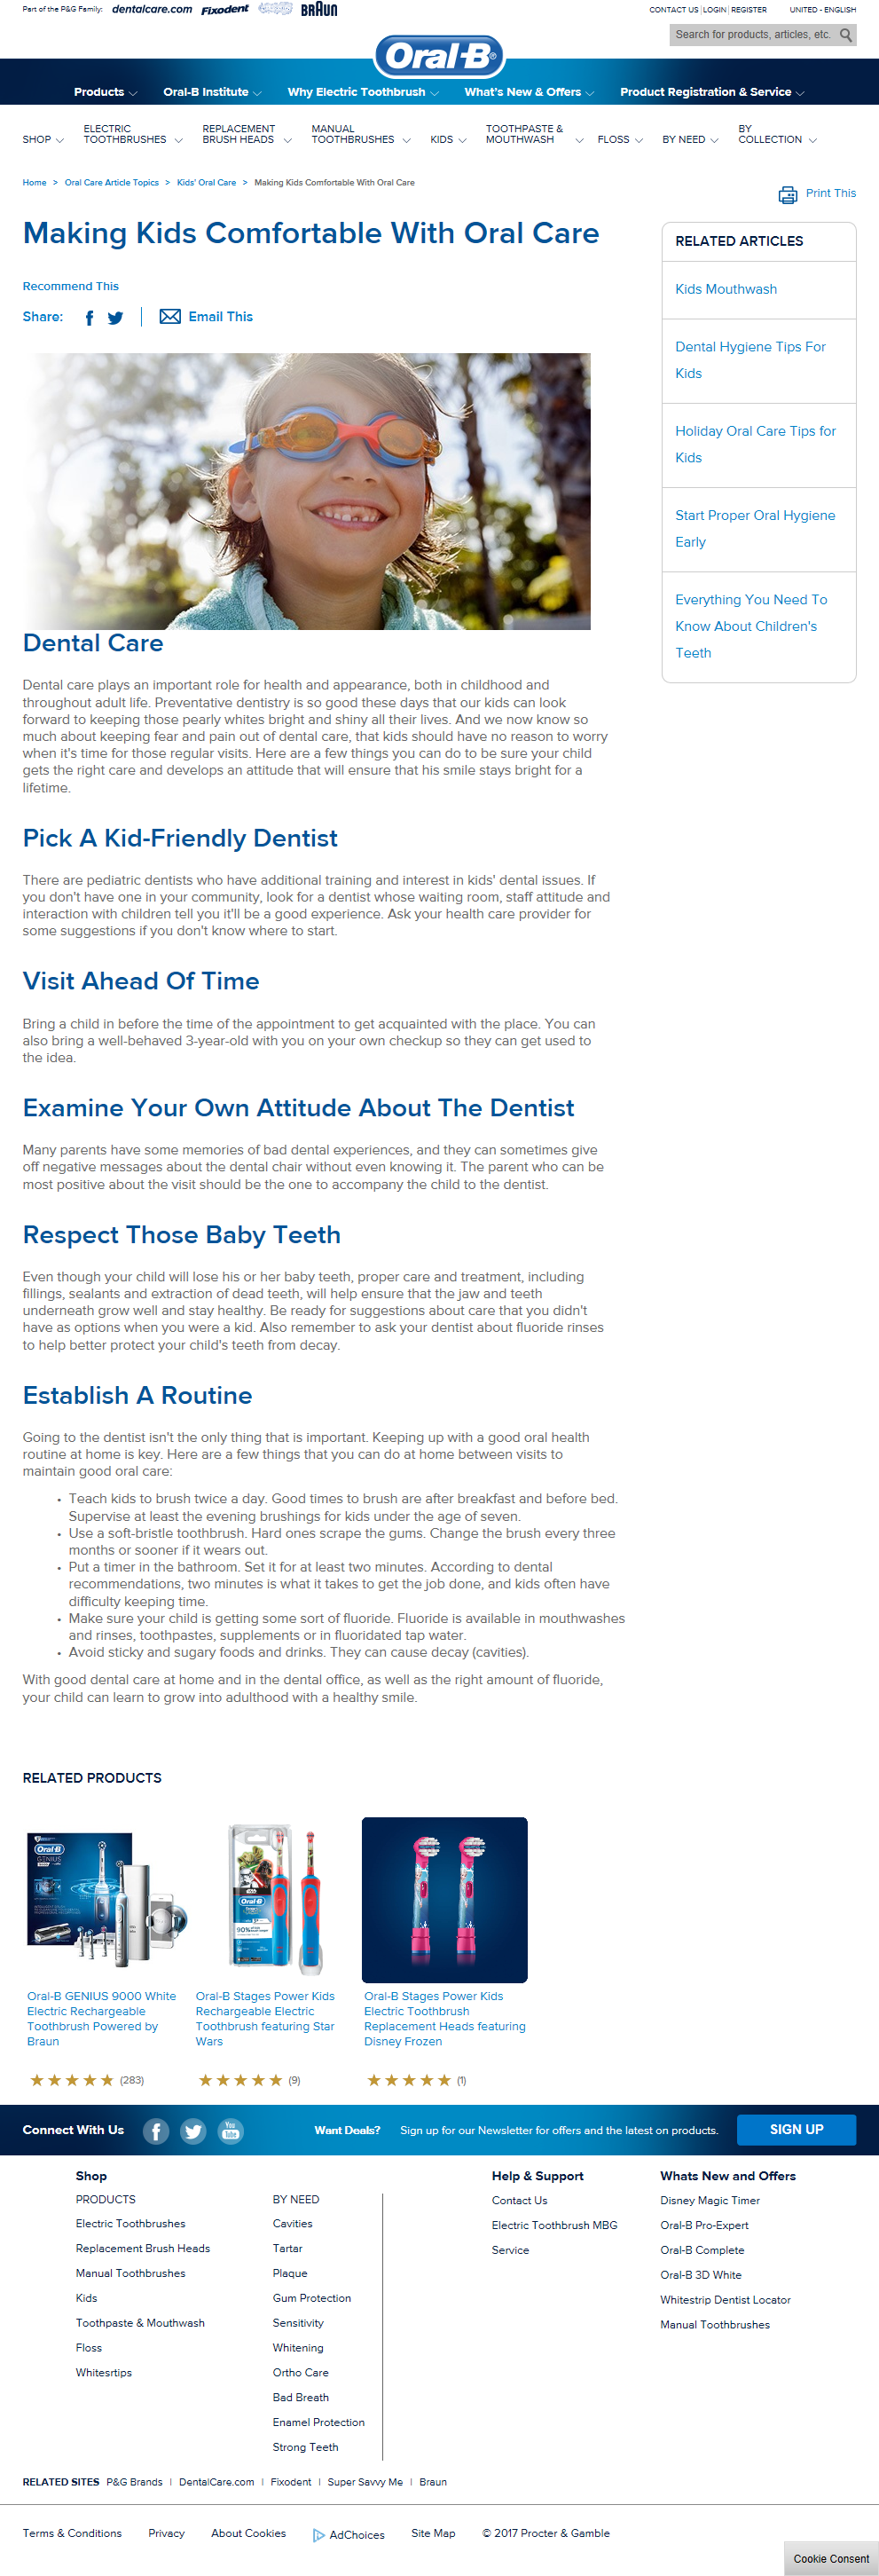 Part of the P&G Family: dentalcare.com Fixodent BRAUN
CONTACT US | LOGIN | REGISTER UNITED - ENGLISH
Search for products, articles, etc.
Oral-B®
Products Oral-B Institute Why Electric Toothbrush What's New & Offers Product Registration & Service
SHOP ELECTRIC TOOTHBRUSHES REPLACEMENT BRUSH HEADS MANUAL TOOTHBRUSHES KIDS TOOTHPASTE & MOUTHWASH FLOSS BY NEED BY COLLECTION
Home > Oral Care Article Topics > Kids' Oral Care > Making Kids Comfortable With Oral Care
Print This
Making Kids Comfortable With Oral Care
Recommend This
Share: Email This
RELATED ARTICLES
Kids Mouthwash
Dental Hygiene Tips For
Kids
Holiday Oral Care Tips for
Kids
Start Proper Oral Hygiene
Early
Everything You Need To
Know About Children's
Teeth
Dental Care
Dental care plays an important role for health and appearance, both in childhood and
throughout adult life. Preventative dentistry is so good these days that our kids can look
forward to keeping those pearly whites bright and shiny all their lives. And we now know so
much about keeping fear and pain out of dental care, that kids should have no reason to worry
when it's time for those regular visits. Here are a few things you can do to be sure your child
gets the right care and develops an attitude that will ensure that his smile stays bright for a
lifetime.
Pick A Kid-Friendly Dentist
There are pediatric dentists who have additional training and interest in kids' dental issues. If
you don't have one in your community, look for a dentist whose waiting room, staff attitude and
interaction with children tell you it'll be a good experience. Ask your health care provider for
some suggestions if you don't know where to start.
Visit Ahead Of Time
Bring a child in before the time of the appointment to get acquainted with the place. You can
also bring a well-behaved 3-year-old with you on your own checkup so they can get used to
the idea.
Examine Your Own Attitude About The Dentist
Many parents have some memories of bad dental experiences, and they can sometimes give
off negative messages about the dental chair without even knowing it. The parent who can be
most positive about the visit should be the one to accompany the child to the dentist.
Respect Those Baby Teeth
Even though your child will lose his or her baby teeth, proper care and treatment, including
fillings, sealants and extraction of dead teeth, will help ensure that the jaw and teeth
underneath grow well and stay healthy. Be ready for suggestions about care that you didn't
have as options when you were a kid. Also remember to ask your dentist about fluoride rinses
to help better protect your child's teeth from decay.
Establish A Routine
Going to the dentist isn't the only thing that is important. Keeping up with a good oral health
routine at home is key. Here are a few things that you can do at home between visits to
maintain good oral care:
• Teach kids to brush twice a day. Good times to brush are after breakfast and before bed.
Supervise at least the evening brushings for kids under the age of seven.
• Use a soft-bristle toothbrush. Hard ones scrape the gums. Change the brush every three
months or sooner if it wears out.
• Put a timer in the bathroom. Set it for at least two minutes. According to dental
recommendations, two minutes is what it takes to get the job done, and kids often have
difficulty keeping time.
• Make sure your child is getting some sort of fluoride. Fluoride is available in mouthwashes
and rinses, toothpastes, supplements or in fluoridated tap water.
• Avoid sticky and sugary foods and drinks. They can cause decay (cavities).
With good dental care at home and in the dental office, as well as the right amount of fluoride,
your child can learn to grow into adulthood with a healthy smile.
RELATED PRODUCTS
Oral-B
GENIUS
Oral-B
90%
Oral-B GENIUS 9000 White
Electric Rechargeable
Toothbrush Powered by
Braun
(283)
Oral-B Stages Power Kids
Rechargeable Electric
Toothbrush featuring Star
Wars
(9)
Oral-B Stages Power Kids
Electric Toothbrush
Replacement Heads featuring
Disney Frozen
(1)
Connect With Us You Tube Want Deals? Sign up for our Newsletter for offers and the latest on products. SIGN UP
Shop
PRODUCTS
Electric Toothbrushes
Replacement Brush Heads
Manual Toothbrushes
Kids
Toothpaste & Mouthwash
Floss
Whitesrtips
BY NEED
Cavities
Tartar
Plaque
Gum Protection
Sensitivity
Whitening
Ortho Care
Bad Breath
Enamel Protection
Strong Teeth
Help & Support
Contact Us
Electric Toothbrush MBG
Service
Whats New and Offers
Disney Magic Timer
Oral-B Pro-Expert
Oral-B Complete
Oral-B 3D White
Whitestrip Dentist Locator
Manual Toothbrushes
RELATED SITES P&G Brands | DentalCare.com | Fixodent | Super Savvy Me | Braun
Terms & Conditions Privacy About Cookies AdChoices Site Map © 2017 Procter & Gamble
Cookie Consent